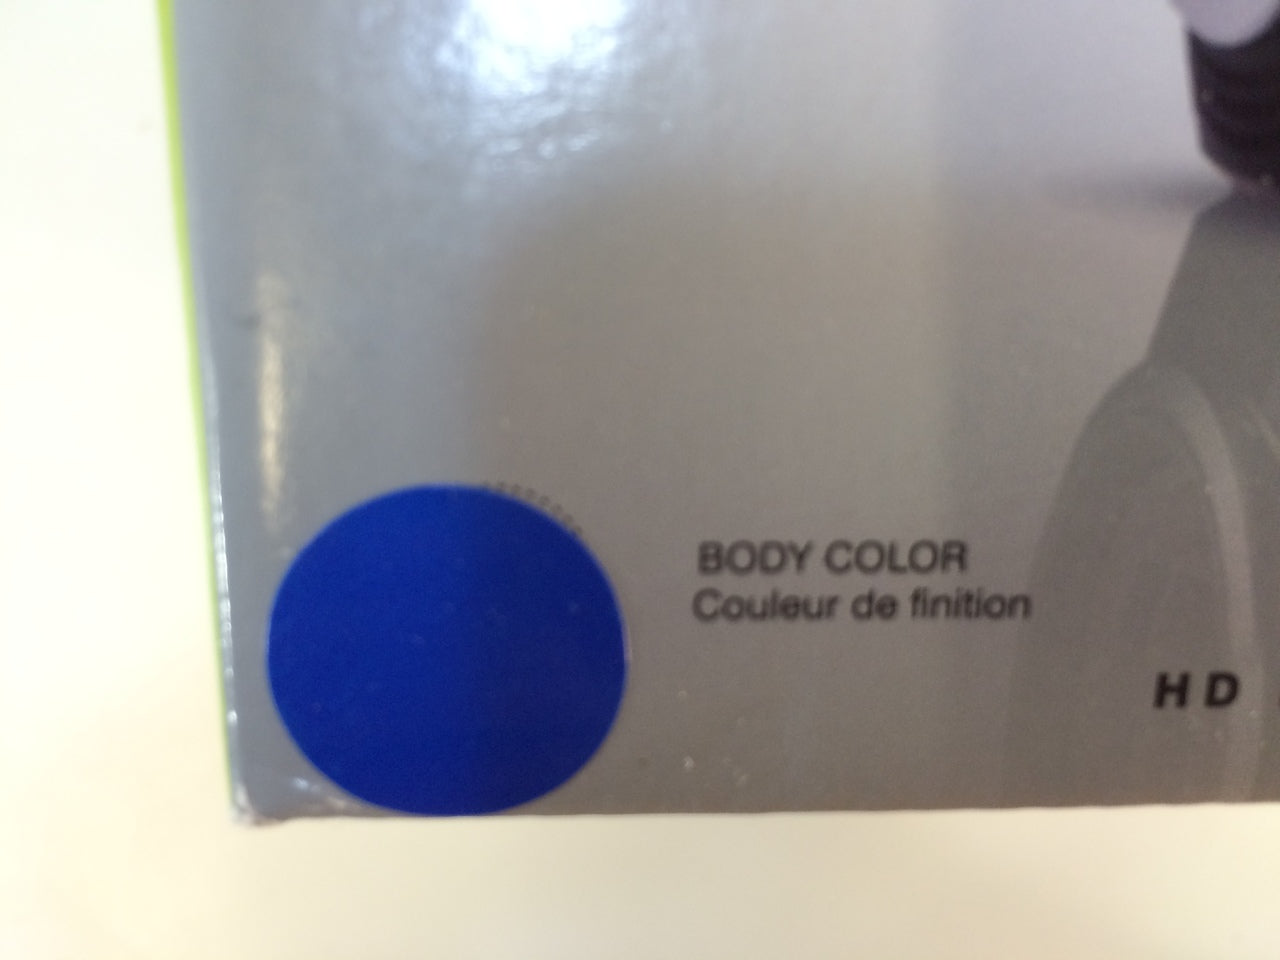 BODY COLOR
Couleur de finition
HD